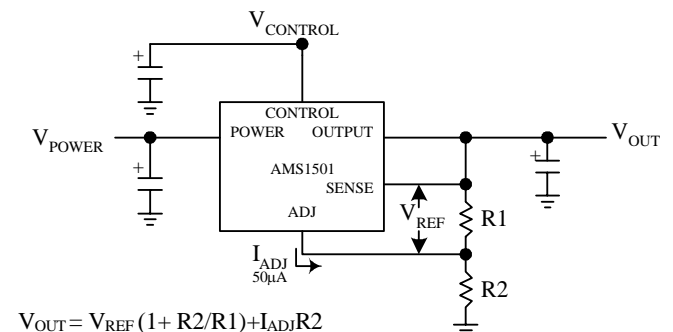 VCONTROL
+
CONTROL
VPOWER
POWER OUTPUT
VOUT
+
+
AMS1501
SENSE
ADJ
VREF
R1
IADJ
50µA
R2
VOUT = VREF (1+ R2/R1)+IADJR2